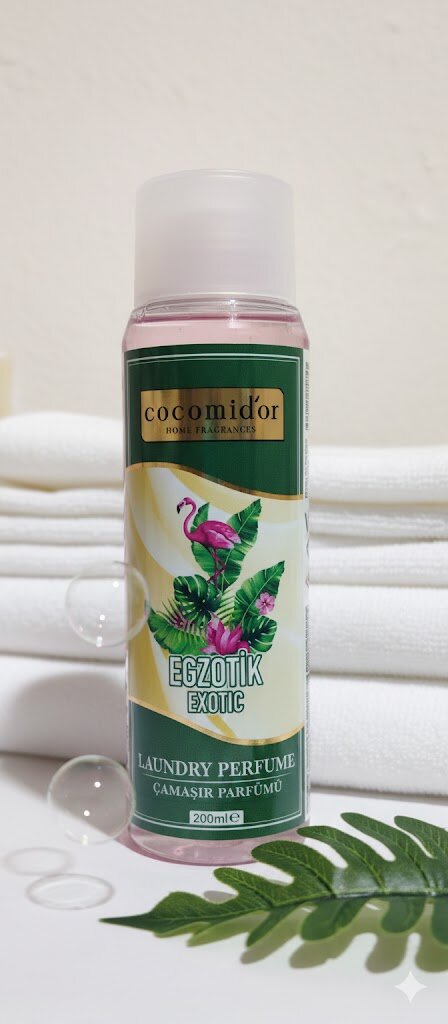 cocomid'or
HOME FRAGRANCES
EGZOTİK
EXOTIC
LAUNDRY PERFUME
ÇAMAŞIR PARFÜMÜ
200ml℮